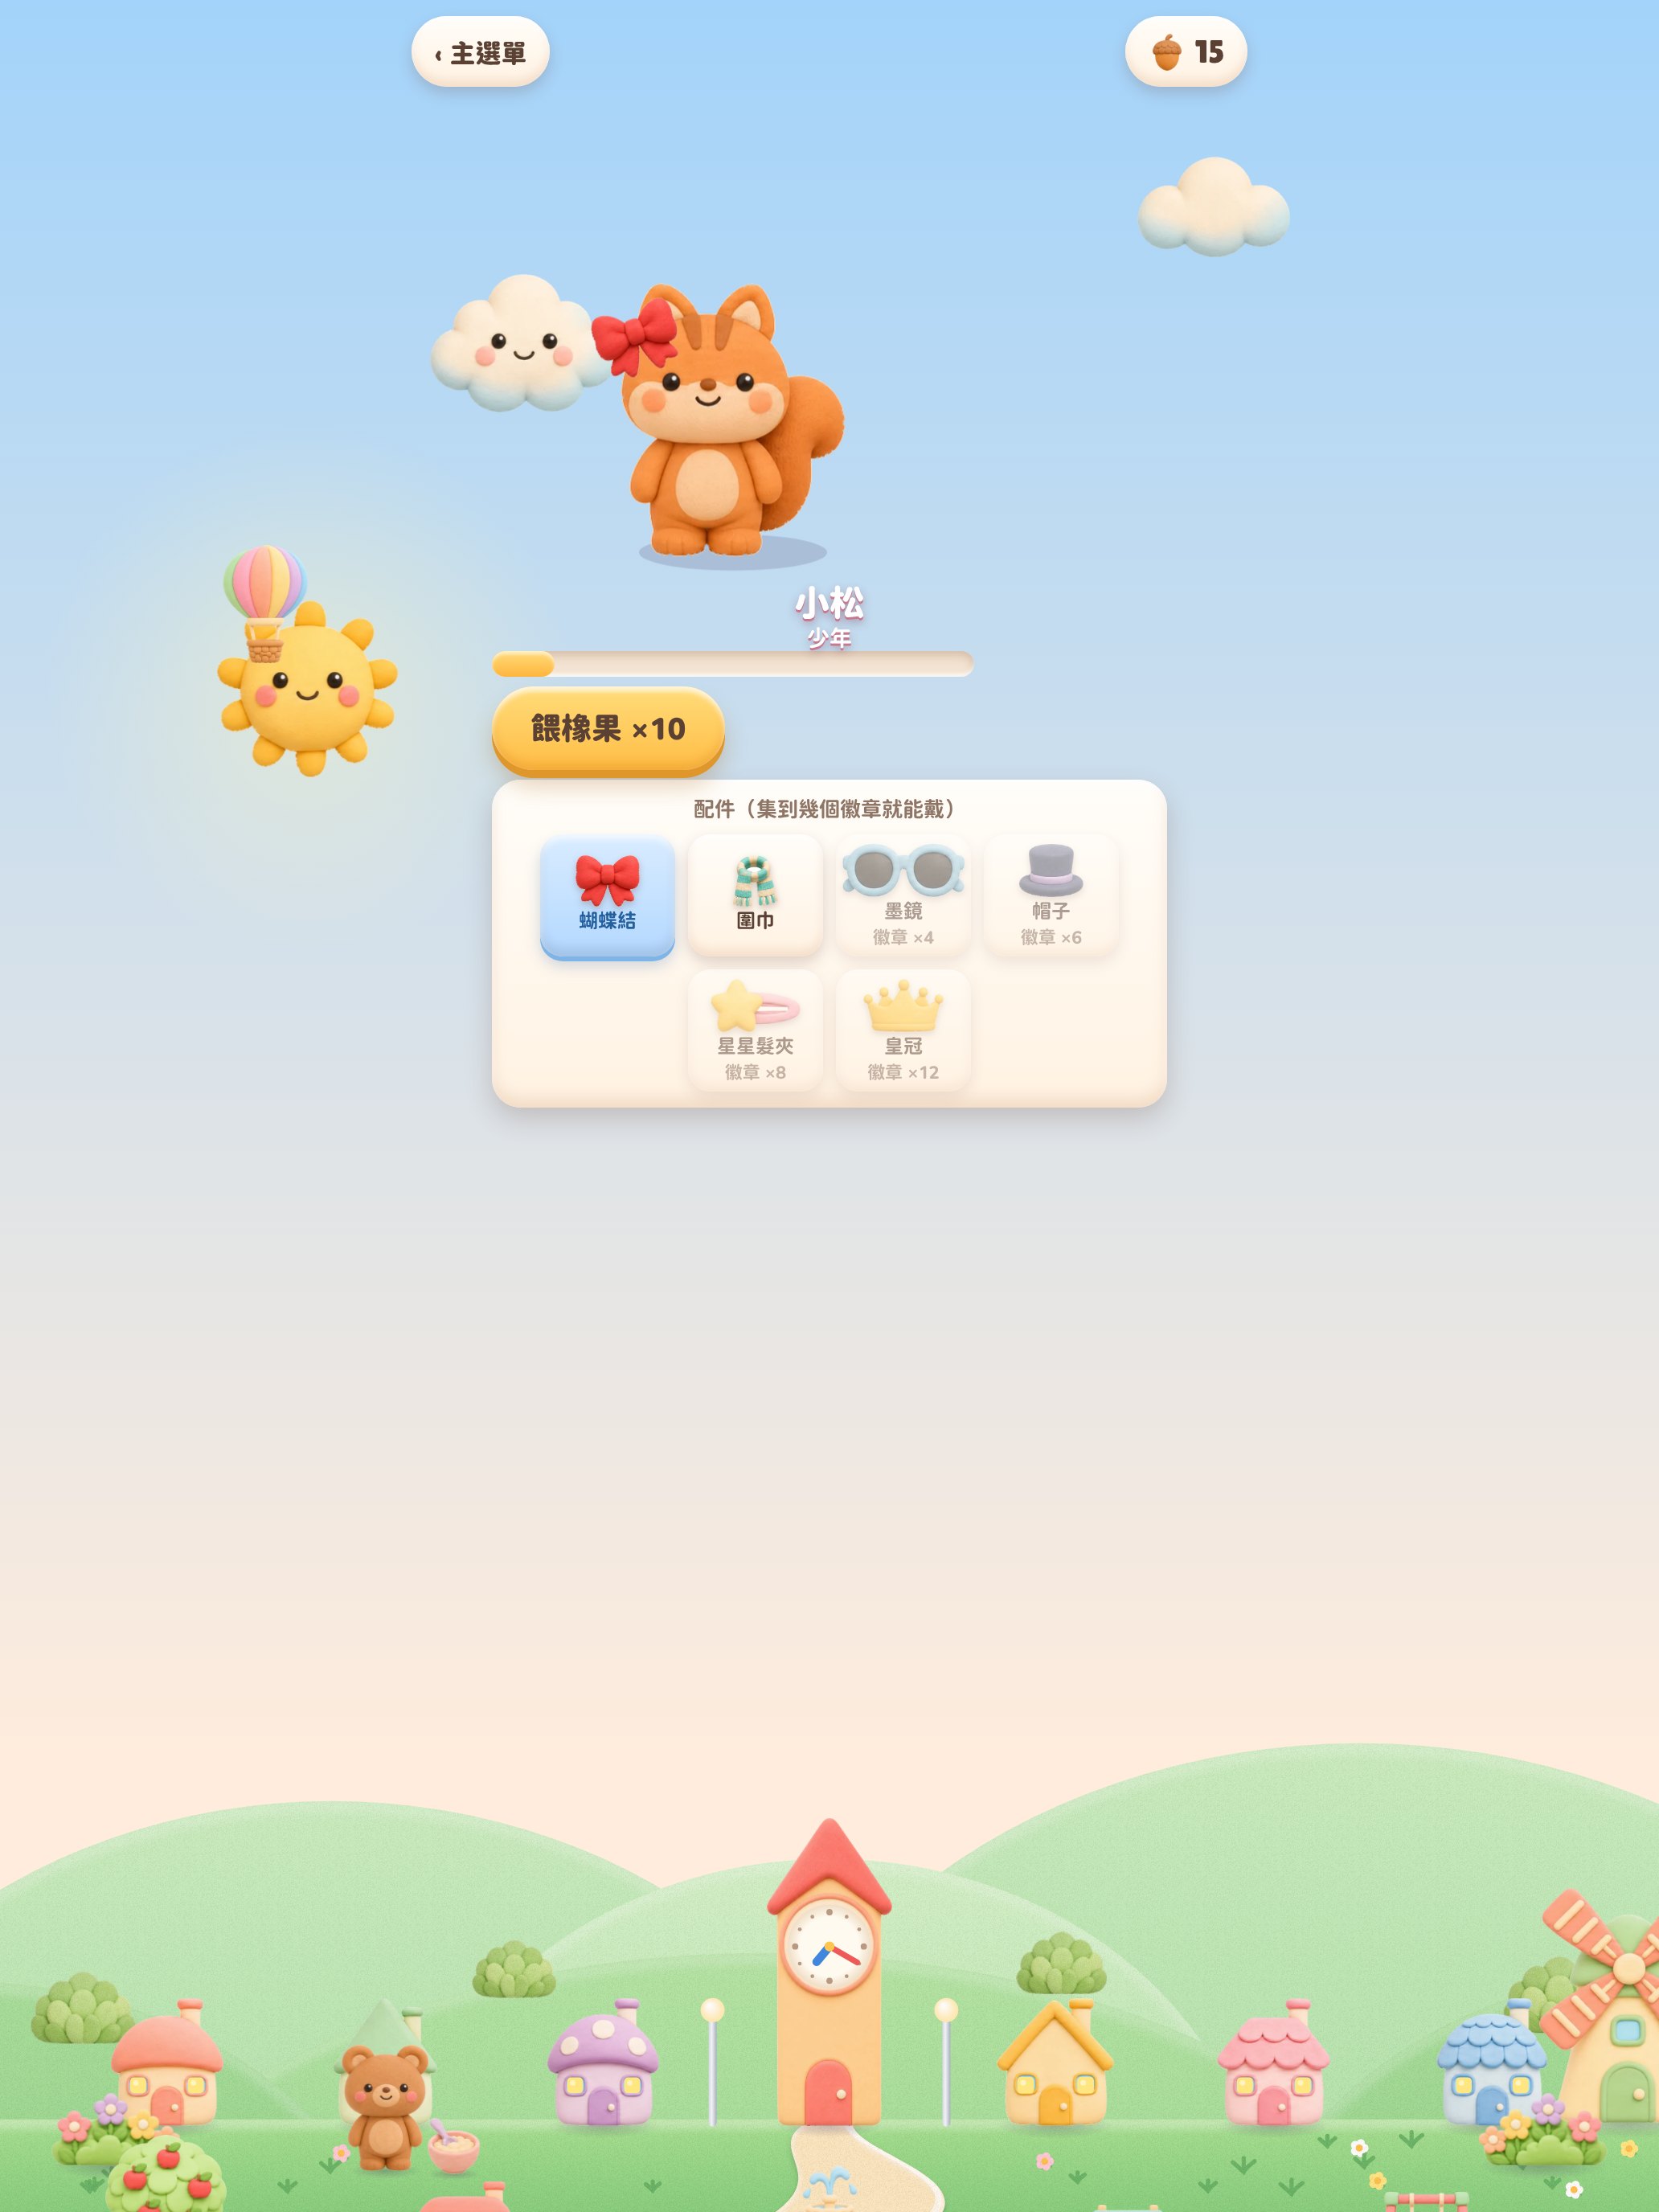 ‹ 主選單
15
小松
少年
餵橡果 ×10
配件（集到幾個徽章就能戴）
蝴蝶結
圍巾
墨鏡
徽章 ×4
帽子
徽章 ×6
星星髮夾
徽章 ×8
皇冠
徽章 ×12